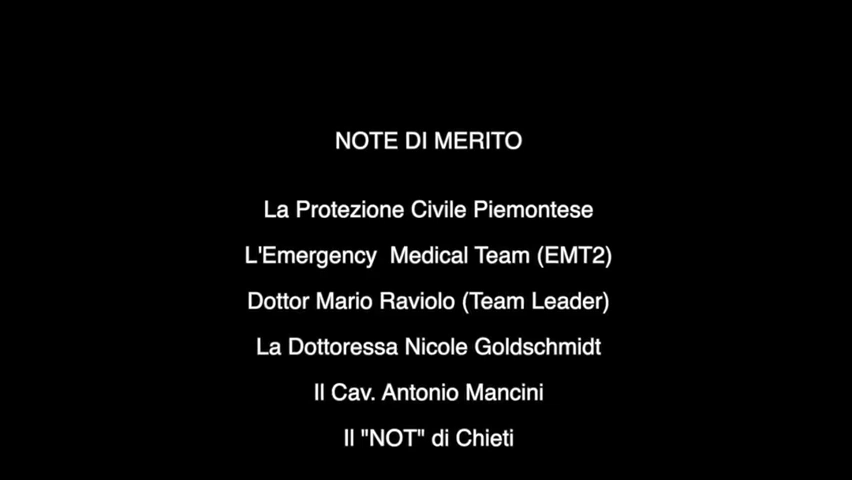 NOTE DI MERITO
La Protezione Civile Piemontese
L'Emergency  Medical Team (EMT2)
Dottor Mario Raviolo (Team Leader)
La Dottoressa Nicole Goldschmidt
Il Cav. Antonio Mancini
Il "NOT" di Chieti